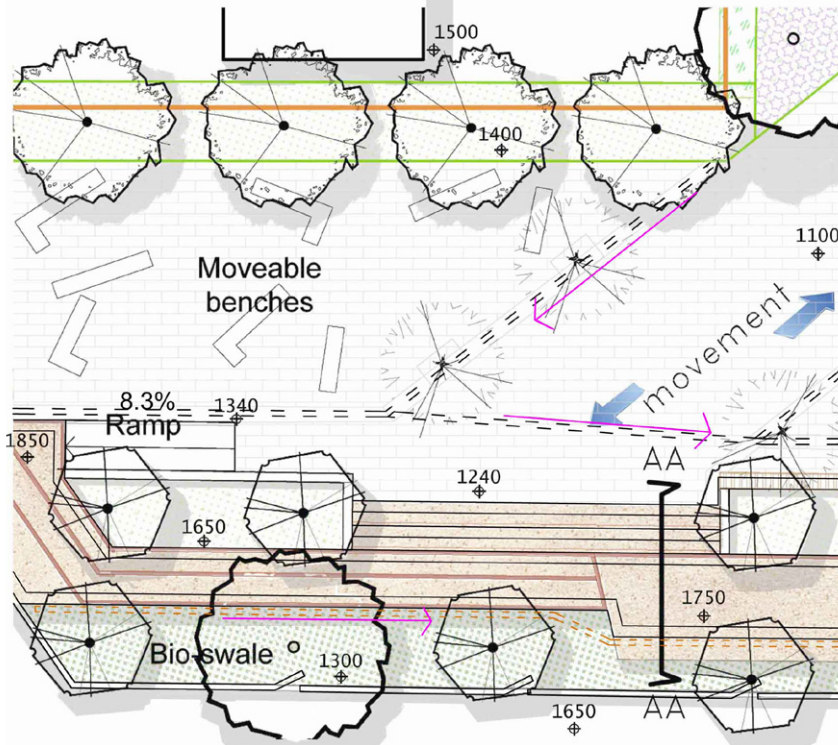 1500
1400
1100
Moveable
benches
movement
8.3%
Ramp
1340
1850
AA
1240
1650
1750
Bio-swale
1300
AA
1650